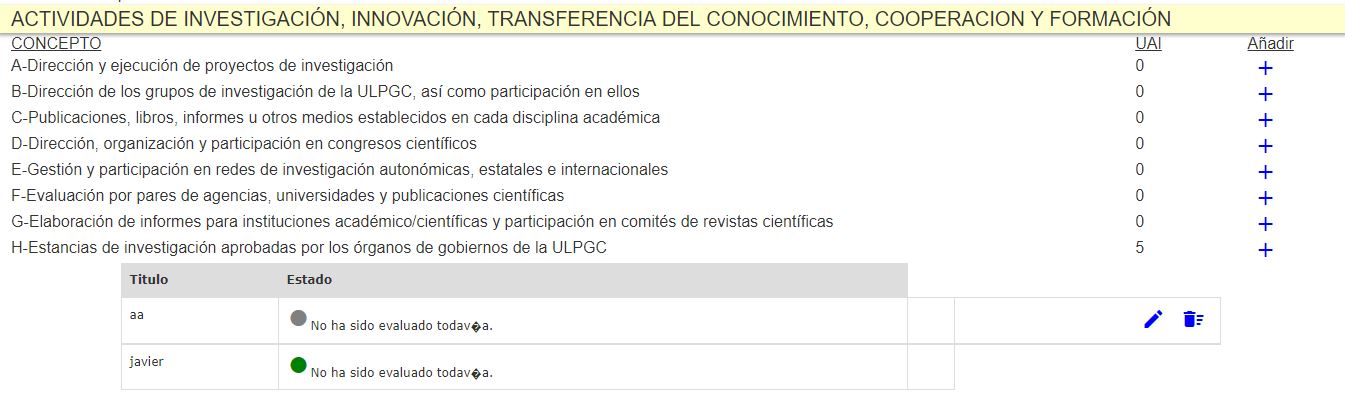 ACTIVIDADES DE INVESTIGACIÓN, INNOVACIÓN, TRANSFERENCIA DEL CONOCIMIENTO, COOPERACION Y FORMACIÓN
CONCEPTO UAI Añadir
A-Dirección y ejecución de proyectos de investigación 0 +
B-Dirección de los grupos de investigación de la ULPGC, así como participación en ellos 0 +
C-Publicaciones, libros, informes u otros medios establecidos en cada disciplina académica 0 +
D-Dirección, organización y participación en congresos científicos 0 +
E-Gestión y participación en redes de investigación autonómicas, estatales e internacionales 0 +
F-Evaluación por pares de agencias, universidades y publicaciones científicas 0 +
G-Elaboración de informes para instituciones académico/científicas y participación en comités de revistas científicas 0 +
H-Estancias de investigación aprobadas por los órganos de gobiernos de la ULPGC 5 +
Titulo Estado
aa No ha sido evaluado todav�a.
javier No ha sido evaluado todav�a.